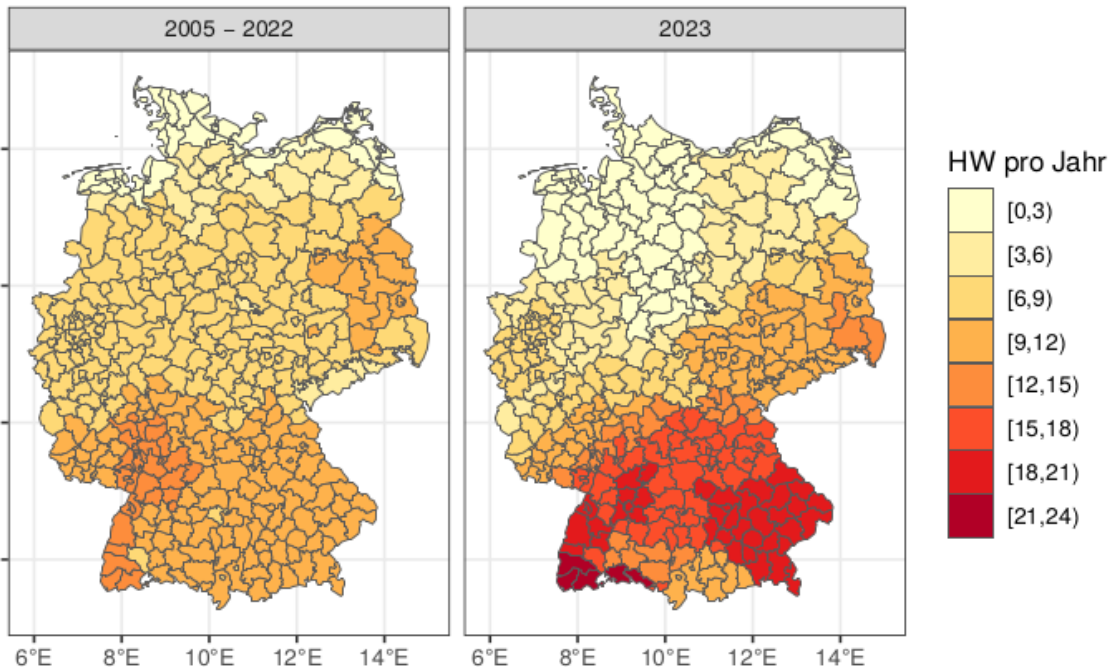 2005 – 2022
2023
HW pro Jahr
[0,3)
[3,6)
[6,9)
[9,12)
[12,15)
[15,18)
[18,21)
[21,24)
6°E 8°E 10°E 12°E 14°E
6°E 8°E 10°E 12°E 14°E